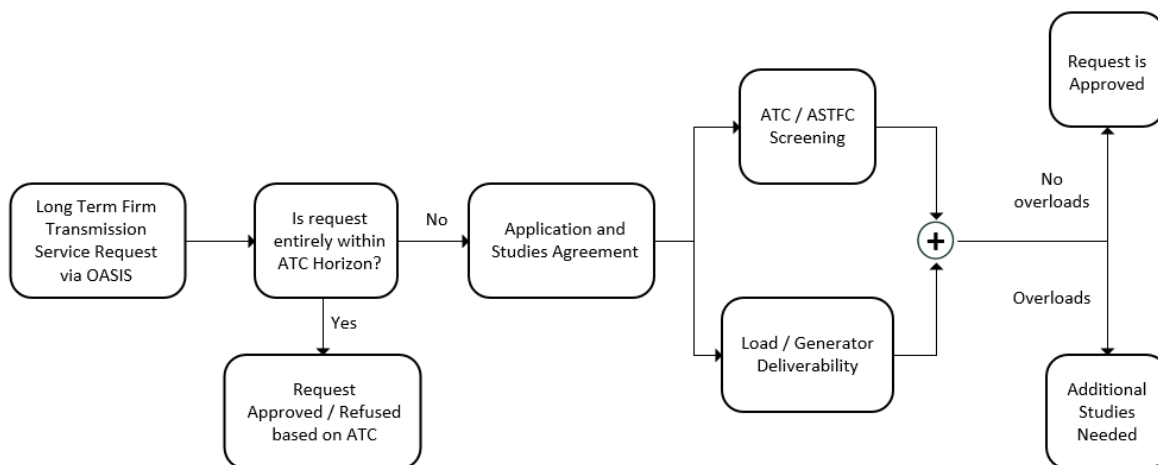 Long Term Firm
Transmission
Service Request
via OASIS
Is request
entirely within
ATC Horizon?
No
Yes
Request
Approved / Refused
based on ATC
Application and
Studies Agreement
ATC / ASTFC
Screening
Load / Generator
Deliverability
+
No
overloads
Overloads
Request is
Approved
Additional
Studies
Needed